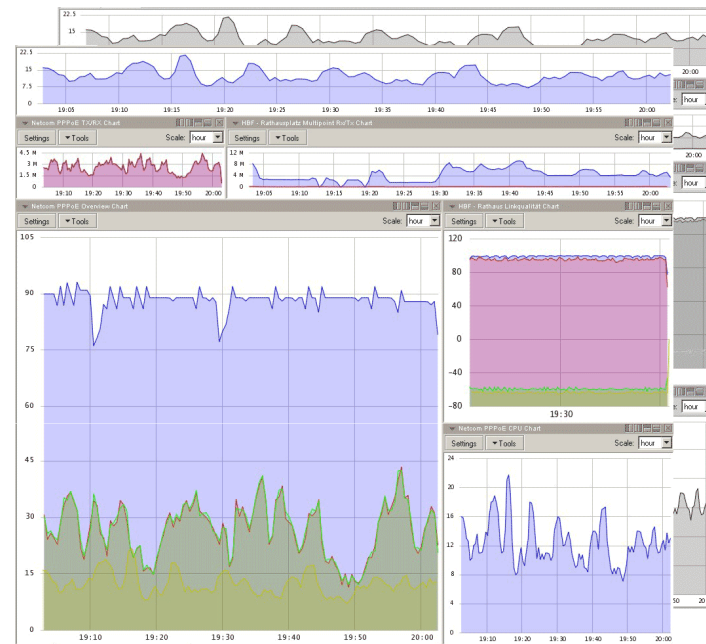 22.5
15
20:00
22.5
15
7.5
0
19:05 19:10 19:15 19:20 19:25 19:30 19:35 19:40 19:45 19:50 19:55 20:00
hour
20:00
Netcom PPPoE TX/RX Chart
Settings Tools Scale: hour
4.5 M
3 M
1.5 M
0
19:10 19:20 19:30 19:40 19:50 20:00
HBF - Rathausplatz Multipoint Rx/Tx Chart
Settings Tools Scale: hour
12 M
8 M
4 M
0
19:05 19:10 19:15 19:20 19:25 19:30 19:35 19:40 19:45 19:50 19:55 20:00
hour
Netcom PPPoE Overview Chart
Settings Tools Scale: hour
105
90
75
60
45
30
15
0
19:10 19:20 19:30 19:40 19:50 20:00
HBF - Rathaus Linkqualität Chart
Settings Tools Scale: hour
120
80
40
0
-40
-80
19:30
hour
Netcom PPPoE CPU Chart
Settings Tools Scale: hour
24
20
16
12
8
4
0
19:10 19:20 19:30 19:40 19:50 20:00
50 20